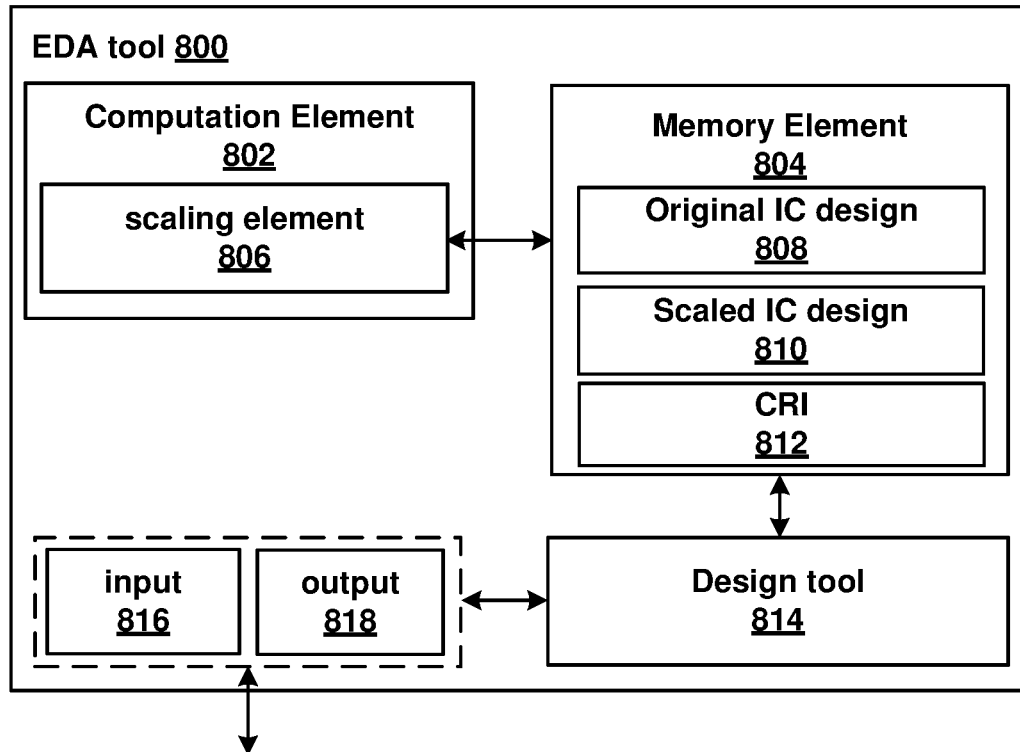 EDA tool 800
Computation Element
802
scaling element
806
Memory Element
804
Original IC design
808
Scaled IC design
810
CRI
812
input
816
output
818
Design tool
814